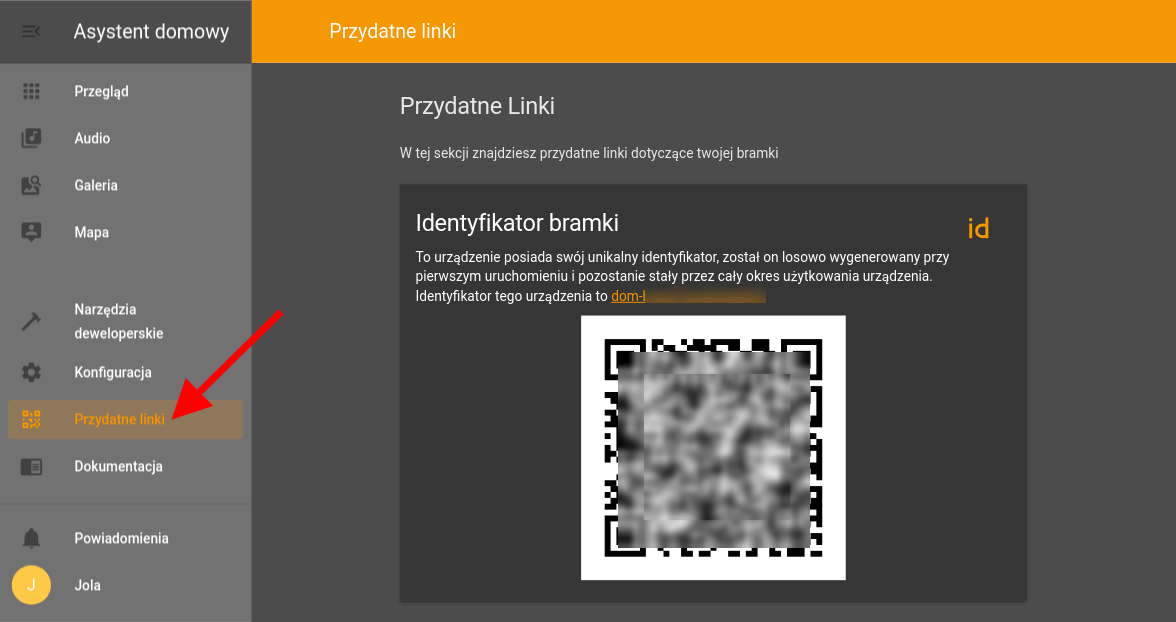 Asystent domowy
Przegląd
Audio
Galeria
Mapa
Narzędzia
deweloperskie
Konfiguracja
Przydatne linki
Dokumentacja
Powiadomienia
J
Jola
Przydatne linki
Przydatne Linki
W tej sekcji znajdziesz przydatne linki dotyczące twojej bramki
Identyfikator bramki
id
To urządzenie posiada swój unikalny identyfikator, został on losowo wygenerowany przy
pierwszym uruchomieniu i pozostanie stały przez cały okres użytkowania urządzenia.
Identyfikator tego urządzenia to